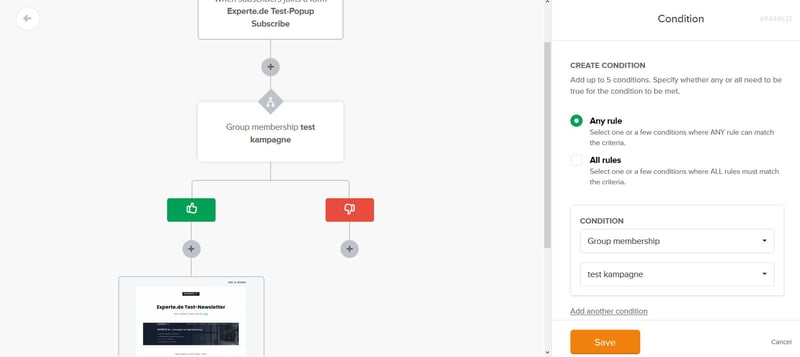 When subscribers joins a form
Experte.de Test-Popup
Subscribe
Group membership test
kampagne
Experte.de Test-Newsletter
Condition
CREATE CONDITION
Add up to 5 conditions. Specify whether any or all need to be
true for the condition to be met.
Any rule
Select one or a few conditions where ANY rule can match
the criteria.
All rules
Select one or a few conditions where ALL rules must match
the criteria.
CONDITION
Group membership
test kampagne
Add another condition
Save
Cancel